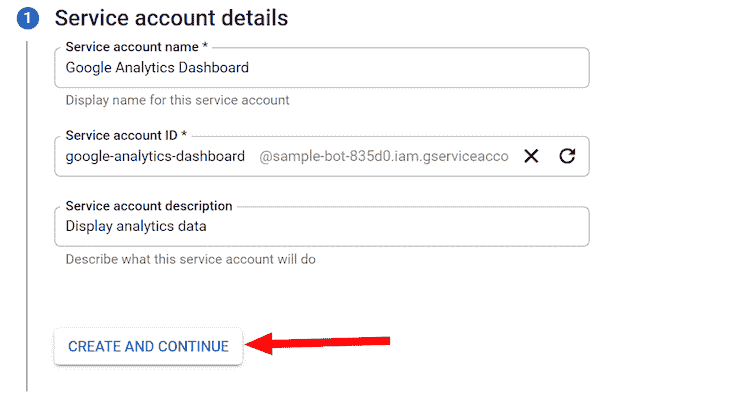 1 Service account details
Service account name *
Google Analytics Dashboard
Display name for this service account
Service account ID *
google-analytics-dashboard @sample-bot-835d0.iam.gserviceacco
Service account description
Display analytics data
Describe what this service account will do
CREATE AND CONTINUE